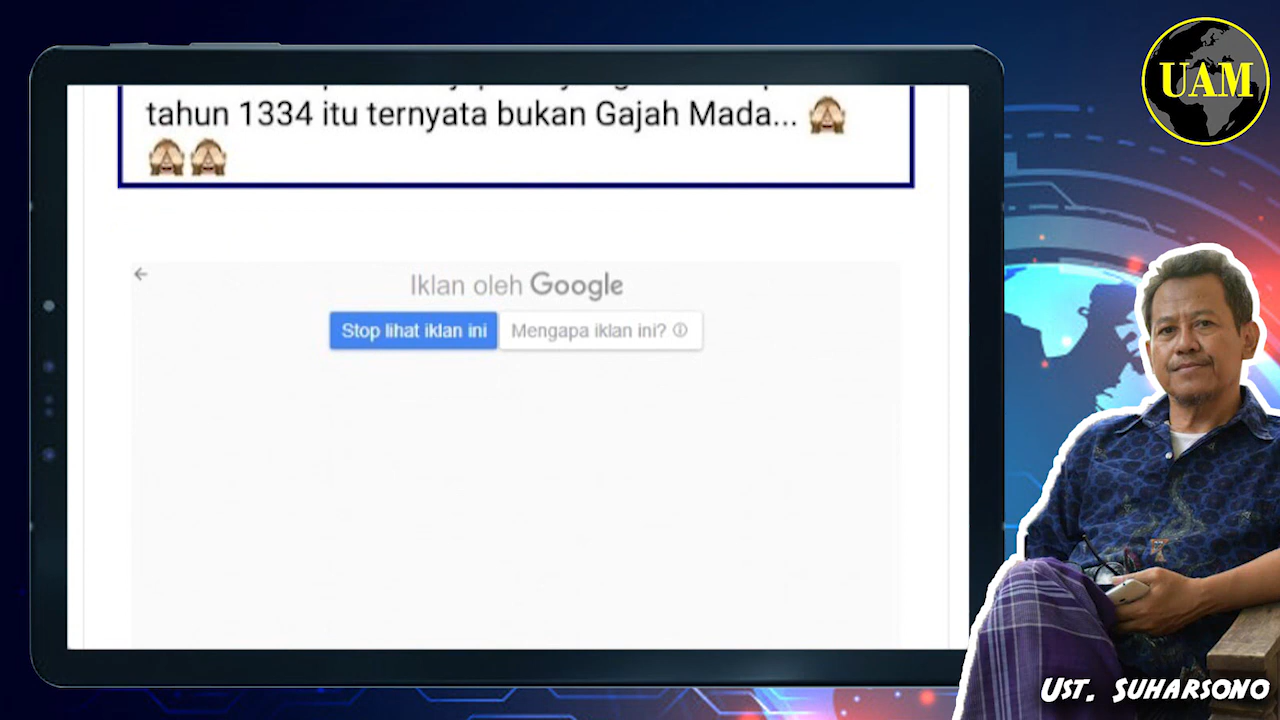 tahun 1334 itu ternyata bukan Gajah Mada... 🙈
🙈🙈
Iklan oleh Google
Stop lihat iklan ini
Mengapa iklan ini?
UAM
UST. SUHARSONO